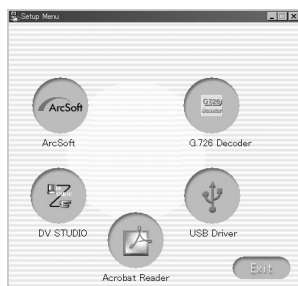 Setup Menu
ArcSoft
G.726
Decoder
ArcSoft
G.726 Decoder
DV STUDIO
USB Driver
Acrobat Reader
Exit